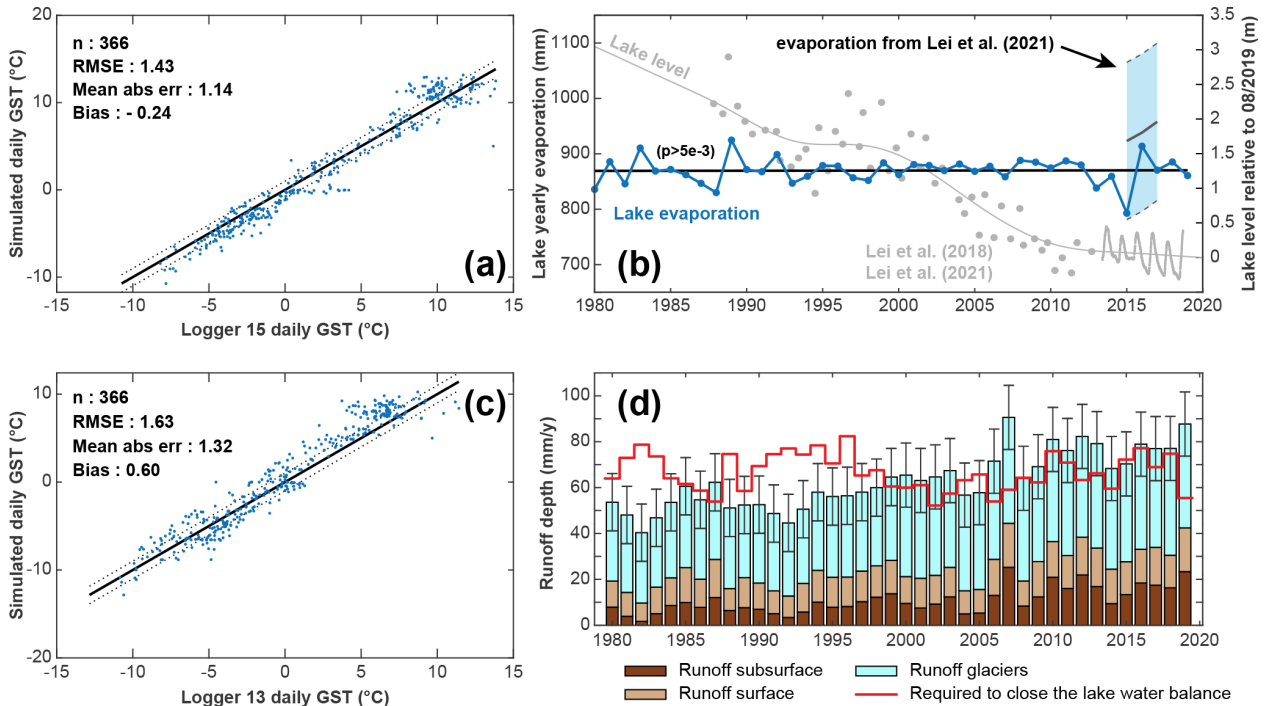 (a)
n : 366
RMSE : 1.43
Mean abs err : 1.14
Bias : - 0.24
Simulated daily GST (°C)
20
10
0
-10
-15 -10 -5 0 5 10 15
Logger 15 daily GST (°C)
(b)
Lake yearly evaporation (mm)
1100
1000
900
800
700
Lake level
evaporation from Lei et al. (2021)
(p>5e-3)
Lake evaporation
Lei et al. (2018)
Lei et al. (2021)
3.5
3
2.5
2
1.5
1
0.5
0
Lake level relative to 08/2019 (m)
1980 1985 1990 1995 2000 2005 2010 2015 2020
(c)
n : 366
RMSE : 1.63
Mean abs err : 1.32
Bias : 0.60
Simulated daily GST (°C)
10
0
-10
-20
-15 -10 -5 0 5 10 15
Logger 13 daily GST (°C)
(d)
Runoff depth (mm/y)
100
80
60
40
20
0
1980 1985 1990 1995 2000 2005 2010 2015 2020
Runoff subsurface
Runoff glaciers
Runoff surface
Required to close the lake water balance